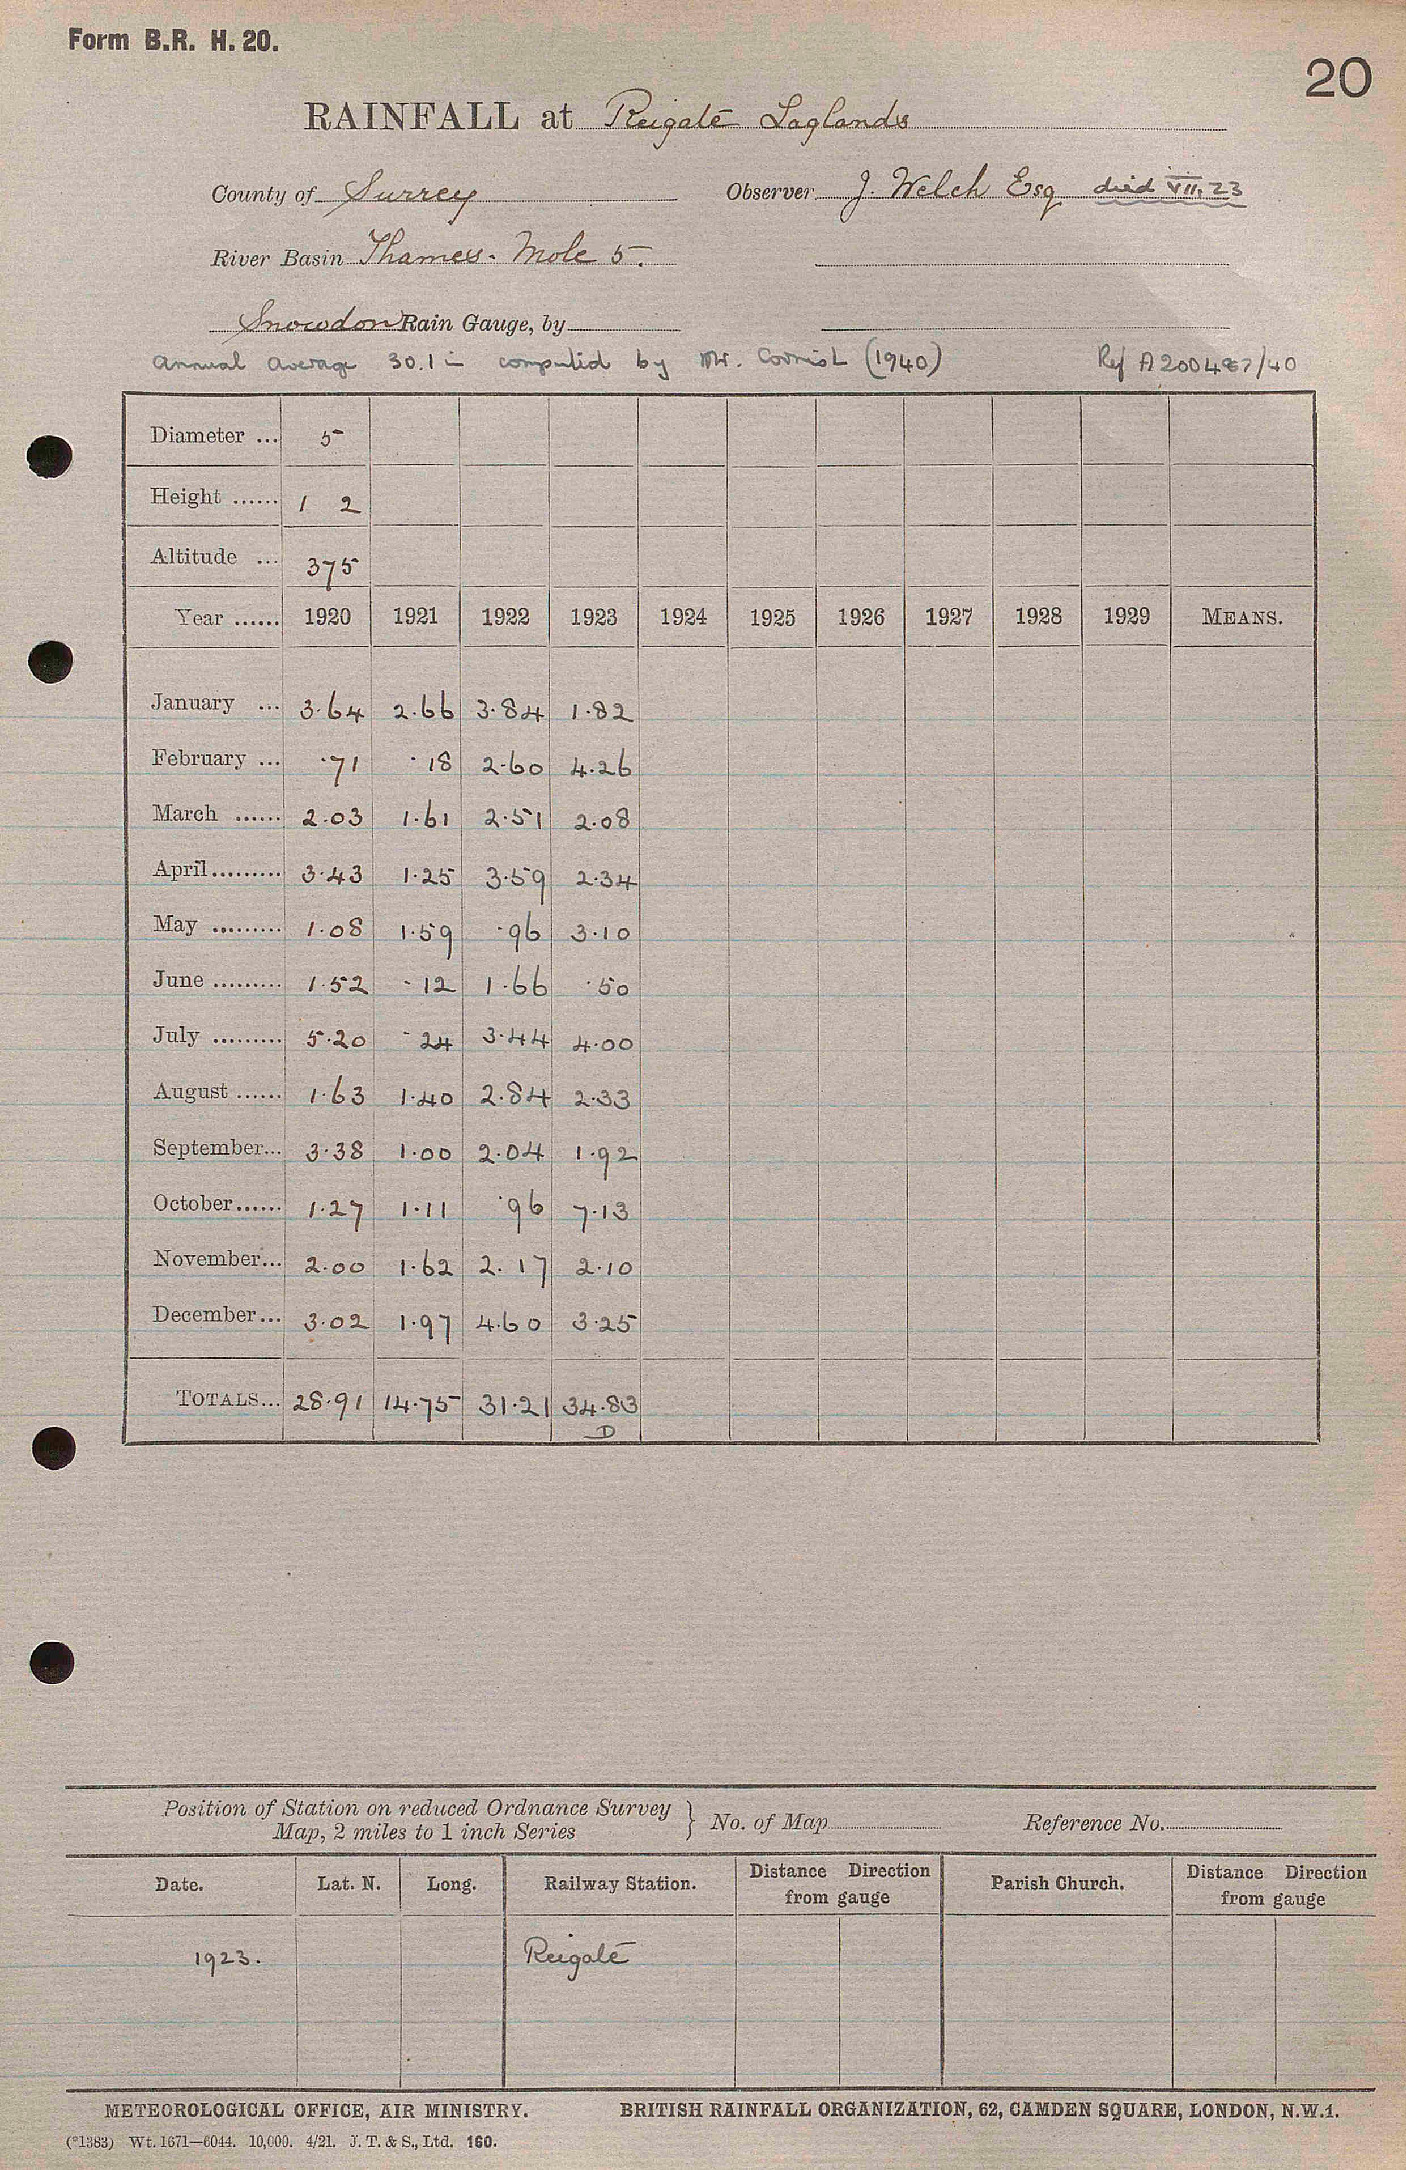 Form B.R. H. 20.
20
RAINFALL at Reigate Laglands
County of Surrey Observer J. Welch Esq died VII. 23
River Basin Thames. Mole 5.
Snowdon Rain Gauge, by
Annual Average 30.1 in computed by Mr. Cornish (1940) Ref A200487/40
Diameter ... 5
Height ...... 1 2
Altitude ... 375
Year ...... 1920 1921 1922 1923 1924 1925 1926 1927 1928 1929 MEANS.
January ... 3.64 2.66 3.84 1.82
February ... .71 .18 2.60 4.26
March ...... 2.03 1.61 2.51 2.08
April ......... 3.43 1.25 3.59 2.34
May ......... 1.08 1.59 .96 3.10
June ......... 1.52 .12 1.66 .50
July ......... 5.20 .24 3.44 4.00
August ...... 1.63 1.40 2.84 2.33
September... 3.38 1.00 2.04 1.92
October...... 1.27 1.11 .96 7.13
November... 2.00 1.62 2.17 2.10
December... 3.02 1.97 4.60 3.25
TOTALS... 28.91 14.75 31.21 34.83
D
Position of Station on reduced Ordnance Survey
Map, 2 miles to 1 inch Series } No. of Map Reference No.
Date. Lat. N. Long. Railway Station. Distance Direction from gauge Parish Church. Distance Direction from gauge
1923. Reigate
METEOROLOGICAL OFFICE, AIR MINISTRY. BRITISH RAINFALL ORGANIZATION, 62, CAMDEN SQUARE, LONDON, N.W.1.
(*1383) Wt. 1671—6044. 10,000. 4/21. J. T. & S., Ltd. 160.